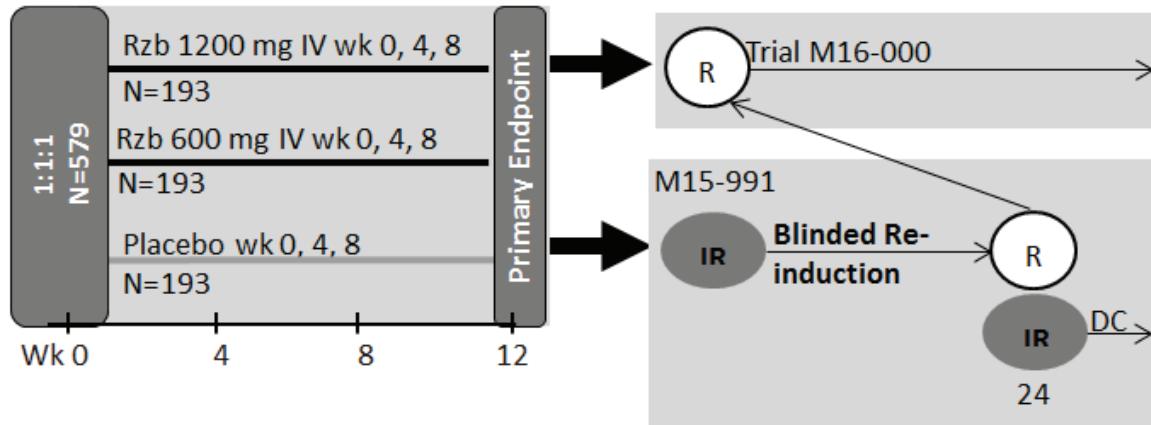 1:1:1
N=579
Rzb 1200 mg IV wk 0, 4, 8
N=193
Rzb 600 mg IV wk 0, 4, 8
N=193
Placebo wk 0, 4, 8
N=193
Primary Endpoint
Wk 0 4 8 12
R
Trial M16-000
M15-991
IR
Blinded Re-
induction
R
IR
DC
24